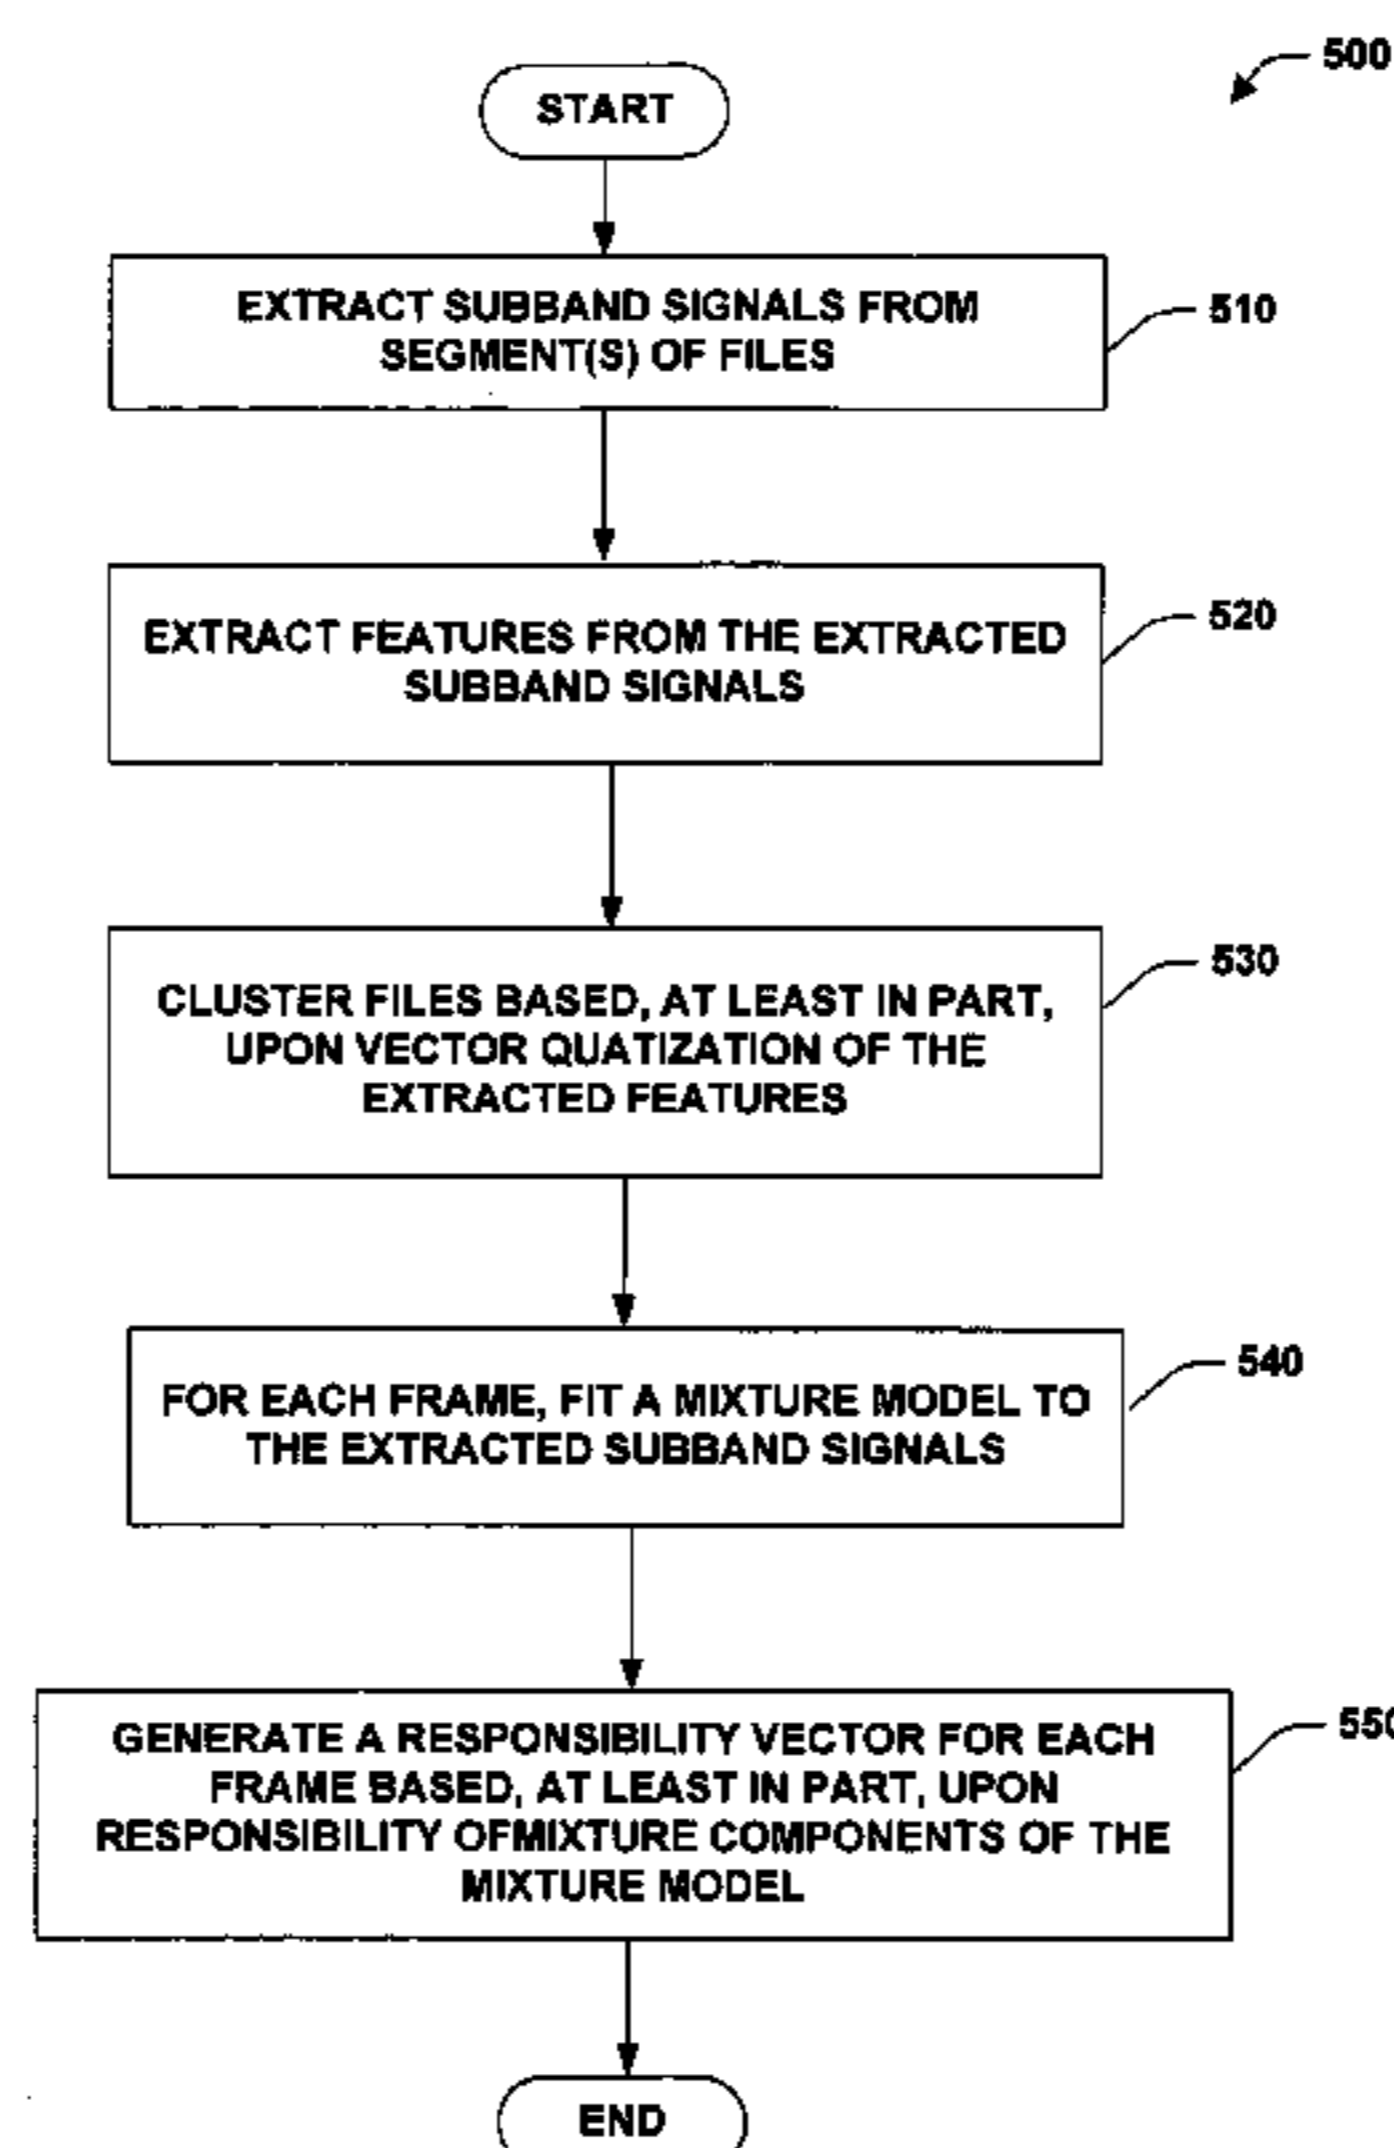 500
START
EXTRACT SUBBAND SIGNALS FROM
SEGMENT(S) OF FILES
510
EXTRACT FEATURES FROM THE EXTRACTED
SUBBAND SIGNALS
520
CLUSTER FILES BASED, AT LEAST IN PART,
UPON VECTOR QUATIZATION OF THE
EXTRACTED FEATURES
530
FOR EACH FRAME, FIT A MIXTURE MODEL TO
THE EXTRACTED SUBBAND SIGNALS
540
GENERATE A RESPONSIBILITY VECTOR FOR EACH
FRAME BASED, AT LEAST IN PART, UPON
RESPONSIBILITY OFMIXTURE COMPONENTS OF THE
MIXTURE MODEL
550
END